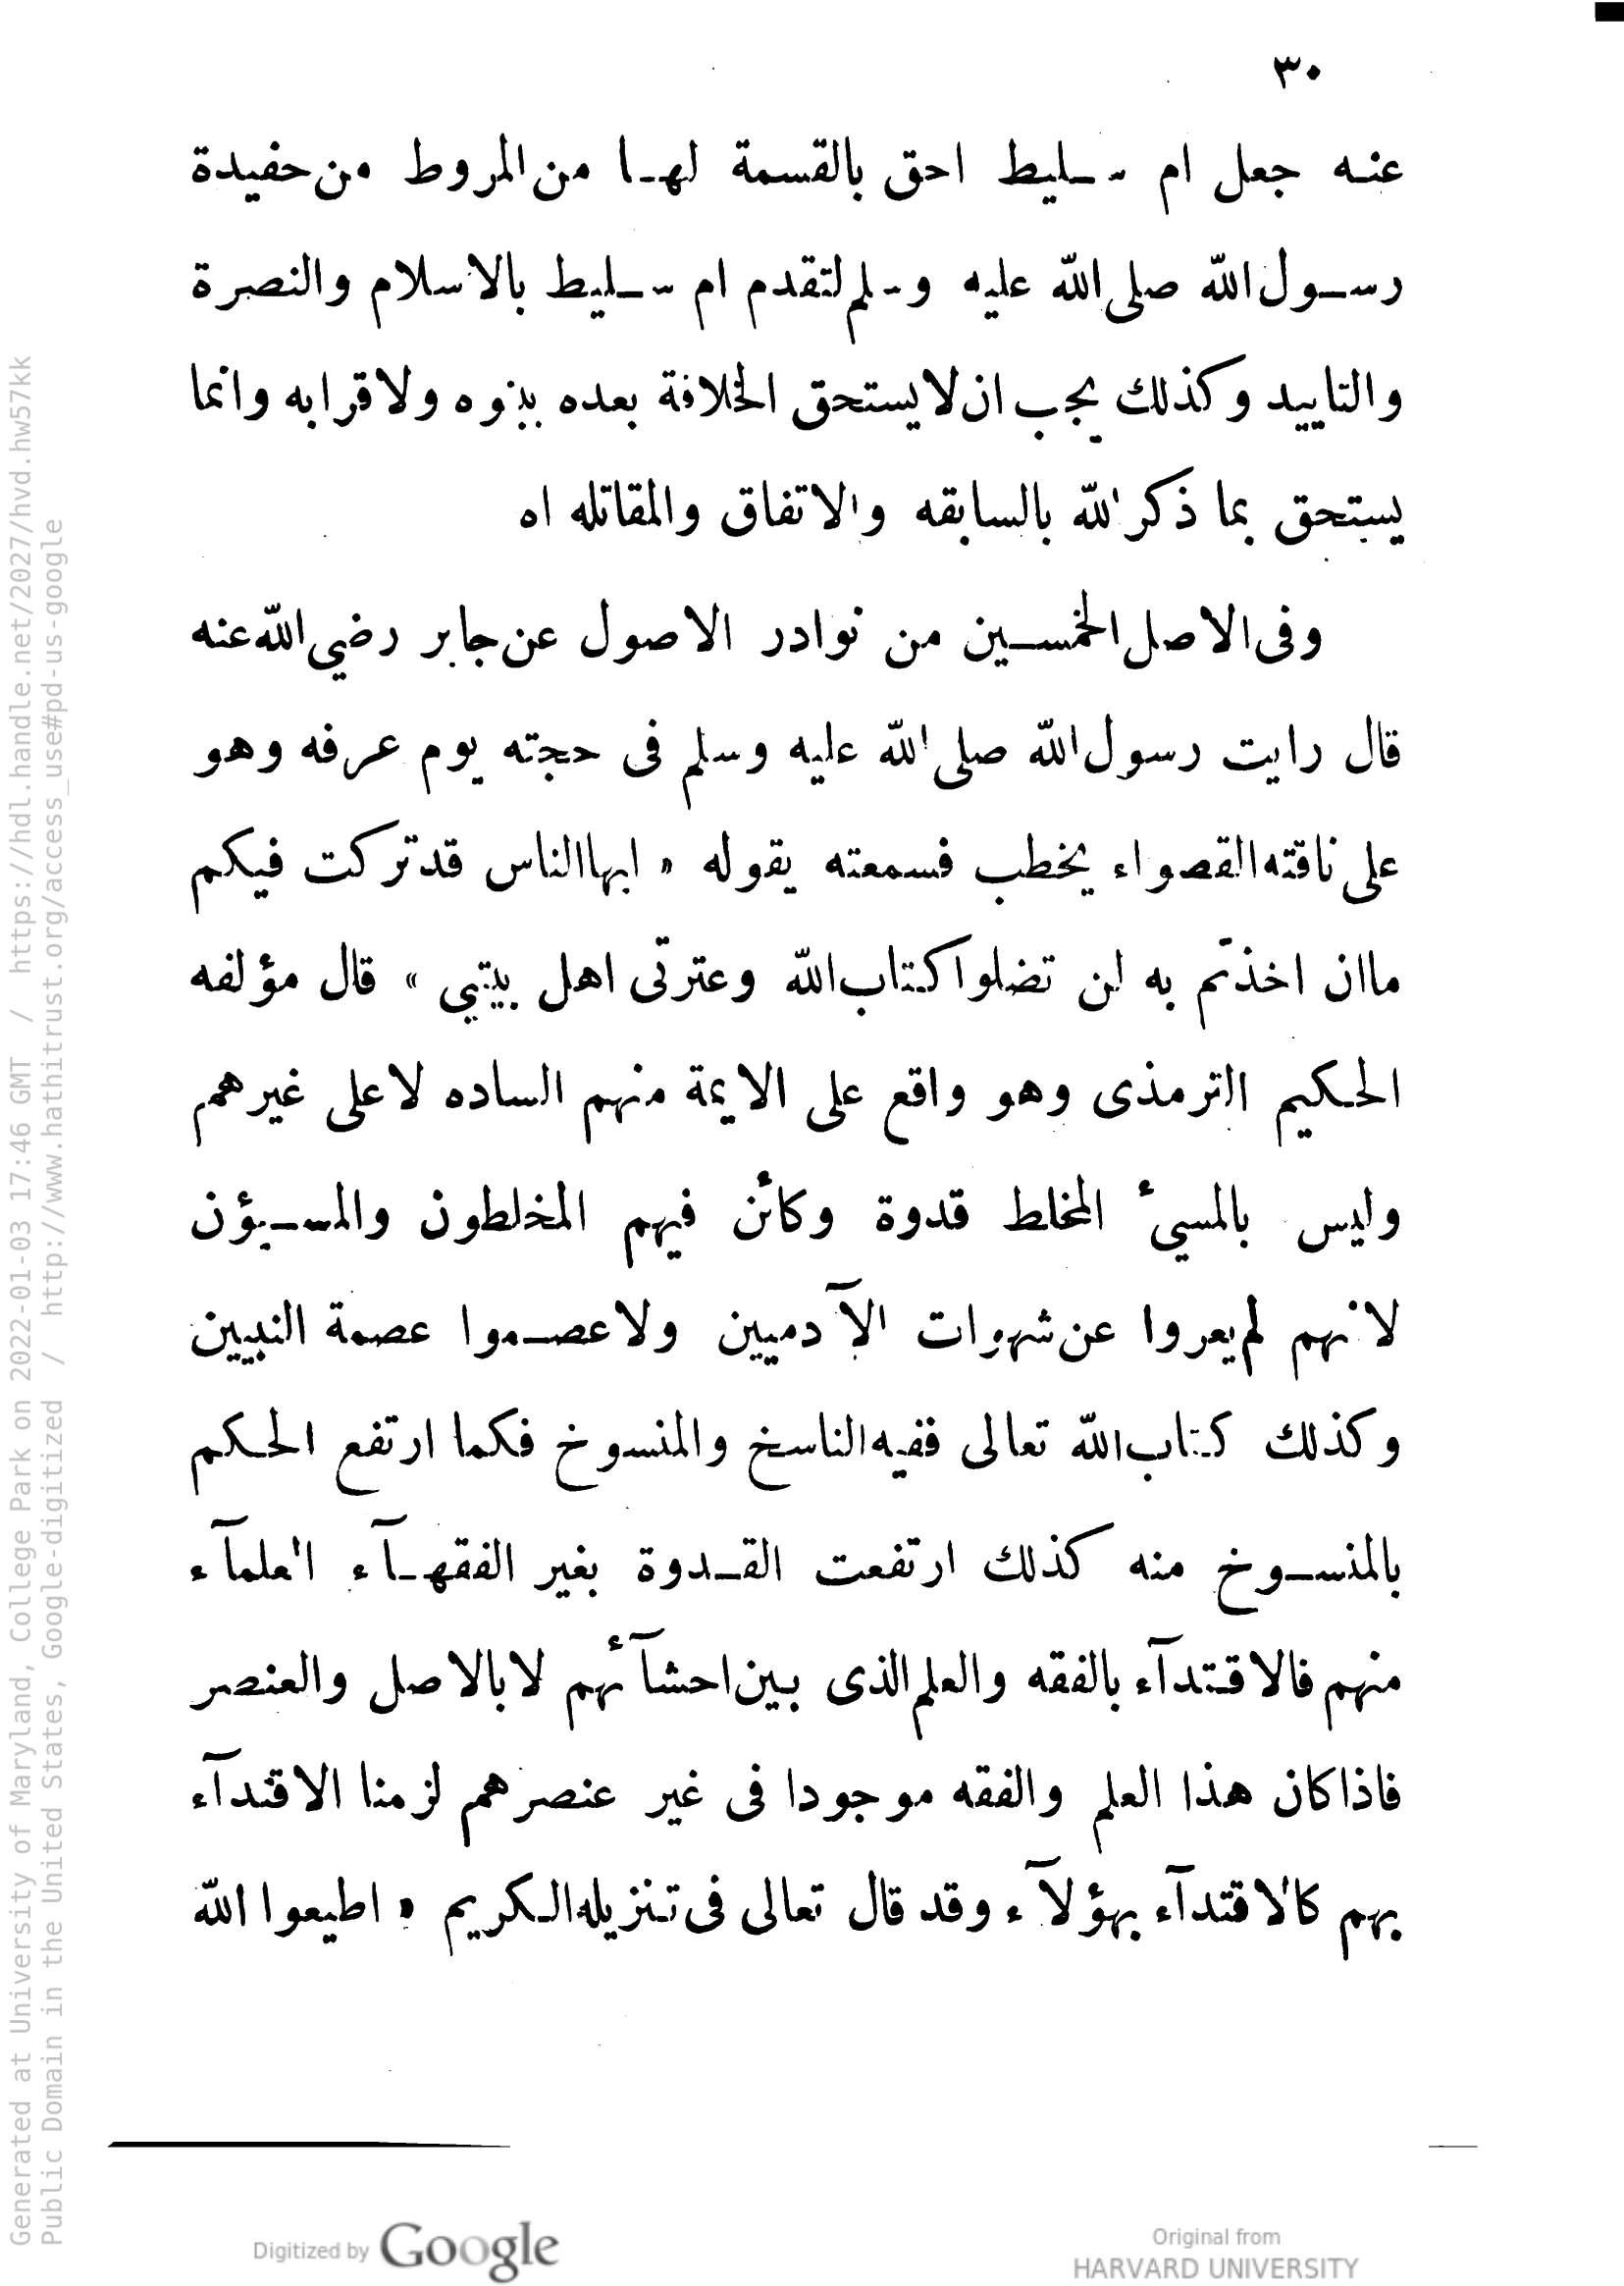 ٣٠
عنه جعل ام سليط احق بالقسمة لها من المروط من حفيدة
رسول الله صلى الله عليه وسلم لتقدم ام سليط بالاسلام والنصرة
والتاييد وكذلك يجب ان لا يستحق الخلافة بعده ببنوه ولا قرابه وانما
يستحق بما ذكر الله بالسابقه والاتفاق والمقاتله اه
وفى الاصل الخمسين من نوادر الاصول عن جابر رضي الله عنه
قال رايت رسول الله صلى الله عليه وسلم فى حجته يوم عرفه وهو
على ناقته القصواء يخطب فسمعته يقوله « ايها الناس قد تركت فيكم
ما ان اخذتم به لن تضلوا كتاب الله وعترتى اهل بيتي » قال مؤلفه
الحكيم الترمذى وهو واقع على الايمة منهم الساده لا على غيرهم
وليس بالمسيئ المخلط قدوة وكائن فيهم المخلطون والمسيؤن
لانهم لم يعروا عن شهوات الآدميين ولا عصموا عصمة النبيين
وكذلك كتاب الله تعالى ففيه الناسخ والمنسوخ فكما ارتفع الحكم
بالمنسوخ منه كذلك ارتفعت القدوة بغير الفقهآء العلمآء
منهم فالاقتدآء بالفقه والعلم الذى بين احشآئهم لا بالاصل والعنصر
فاذا كان هذا العلم والفقه موجودا فى غير عنصرهم لزمنا الاقتدآء
بهم كالاقتدآء بهؤلآء وقد قال تعالى فى تنزيله الكريم « اطيعوا الله
Digitized by Google
Original from
HARVARD UNIVERSITY
Generated at University of Maryland, College Park on 2022-01-03 17:46 GMT / https://hdl.handle.net/2027/hvd.hw57kk
Public Domain in the United States, Google-digitized / http://www.hathitrust.org/access_use#pd-us-google